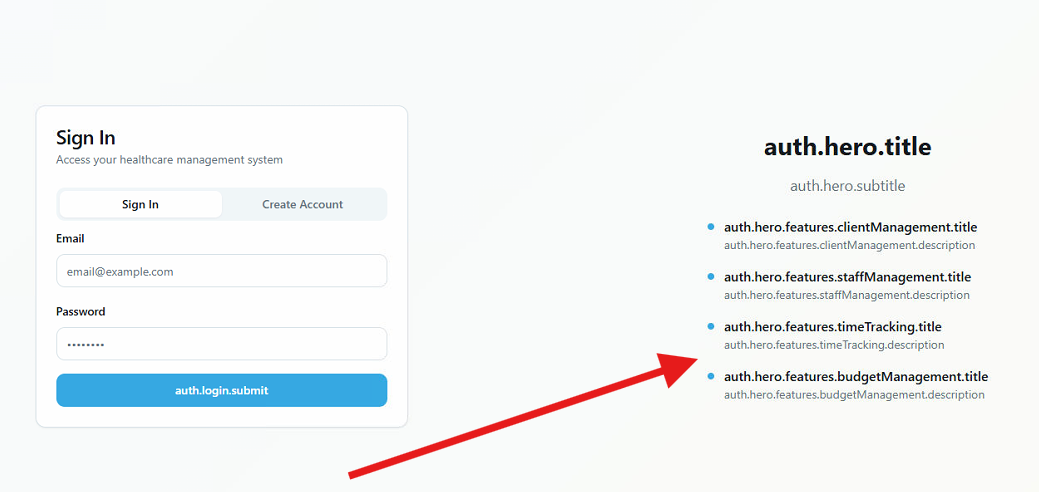 Sign In
Access your healthcare management system
Sign In
Create Account
Email
email@example.com
Password
••••••••
auth.login.submit
auth.hero.title
auth.hero.subtitle
auth.hero.features.clientManagement.title
auth.hero.features.clientManagement.description
auth.hero.features.staffManagement.title
auth.hero.features.staffManagement.description
auth.hero.features.timeTracking.title
auth.hero.features.timeTracking.description
auth.hero.features.budgetManagement.title
auth.hero.features.budgetManagement.description